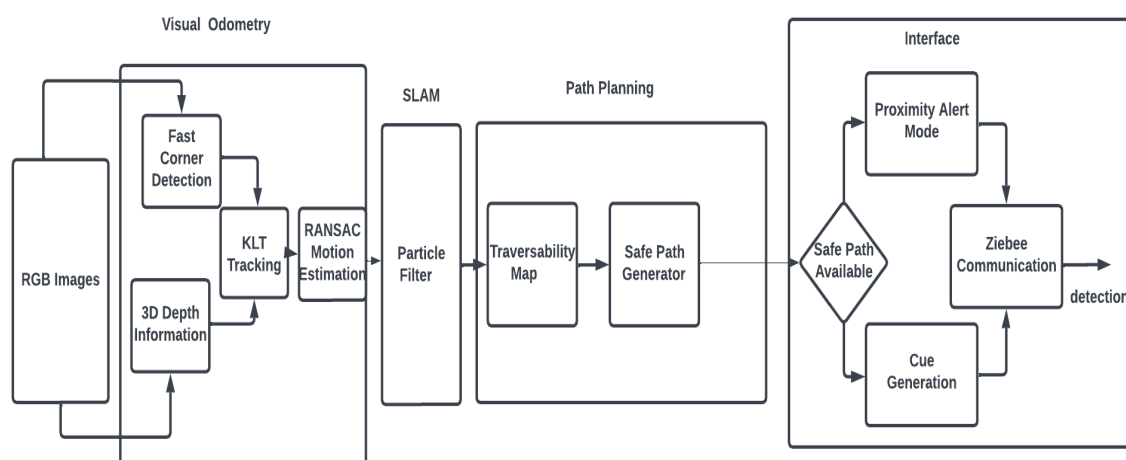 Visual Odometry
Interface
SLAM
Path Planning
RGB Images
Fast
Corner
Detection
3D Depth
Information
KLT
Tracking
RANSAC
Motion
Estimation
Particle
Filter
Traversability
Map
Safe Path
Generator
Safe Path
Available
Proximity Alert
Mode
Cue
Generation
Ziebee
Communication
detection